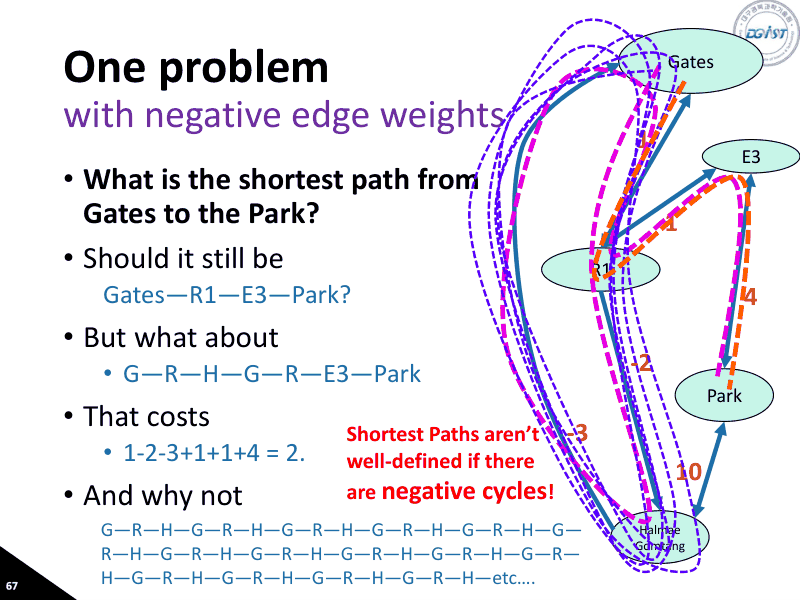 One problem
with negative edge weights
• What is the shortest path from
Gates to the Park?
• Should it still be
Gates—R1—E3—Park?
• But what about
• G—R—H—G—R—E3—Park
• That costs
• 1-2-3+1+1+4 = 2.
• And why not
G—R—H—G—R—H—G—R—H—G—R—H—G—R—H—G—
R—H—G—R—H—G—R—H—G—R—H—G—R—H—G—R—
H—G—R—H—G—R—H—G—R—H—G—R—H—etc….
Shortest Paths aren't
well-defined if there
are negative cycles!
Gates
E3
1
R1
4
-2
Park
-3
10
Halmae
Gomtang
DGIST
67